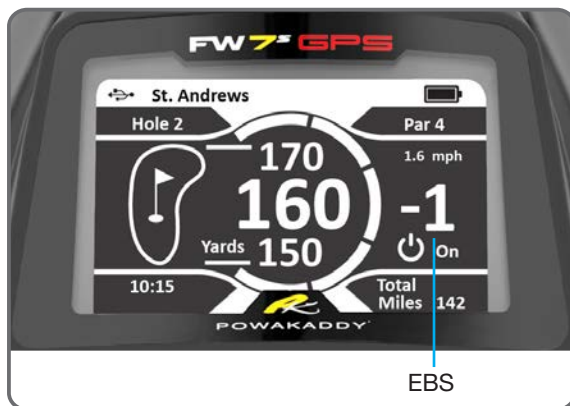 FW7s GPS
St. Andrews
Hole 2
Par 4
1.6 mph
170
160
-1
Yards 150
On
10:15
Total
Miles 142
POWAKADDY
EBS